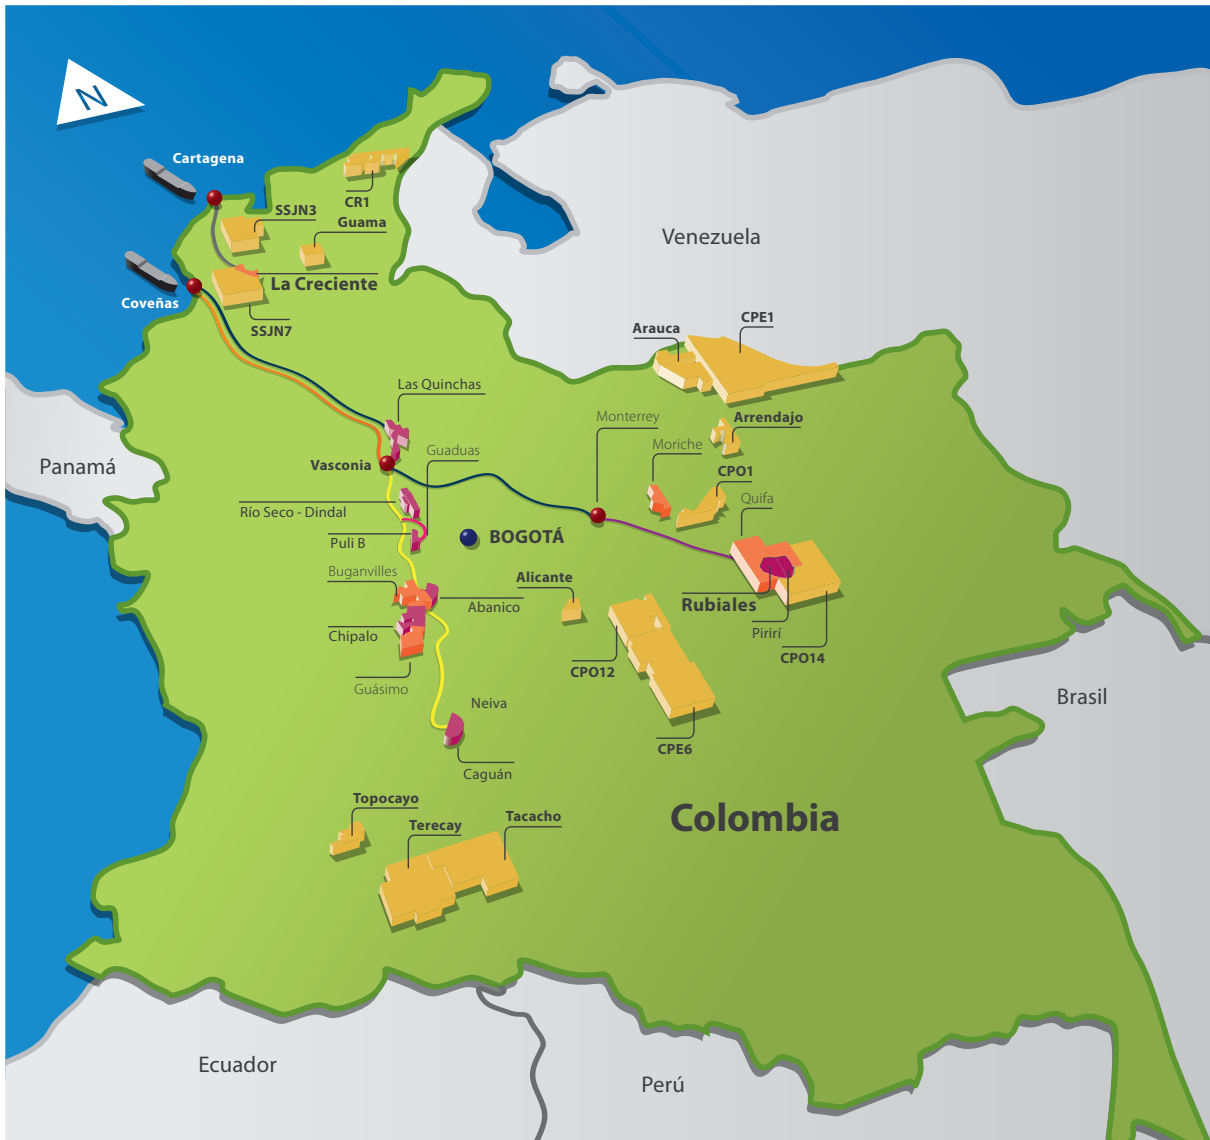 N
Cartagena
CR1
SSJN3
Guama
Venezuela
La Creciente
Coveñas
SSJN7
CPE1
Arauca
Las Quinchas
Monterrey
Arrendajo
Moriche
Guaduas
Panamá
Vasconia
CPO1
Quifa
Río Seco - Dindal
BOGOTÁ
Puli B
Buganvilles
Alicante
Abanico
Rubiales
Chipalo
Pirirí
CPO14
CPO12
Guásimo
Brasil
Neiva
CPE6
Caguán
Topocayo
Tacacho
Terecay
Colombia
Ecuador
Perú